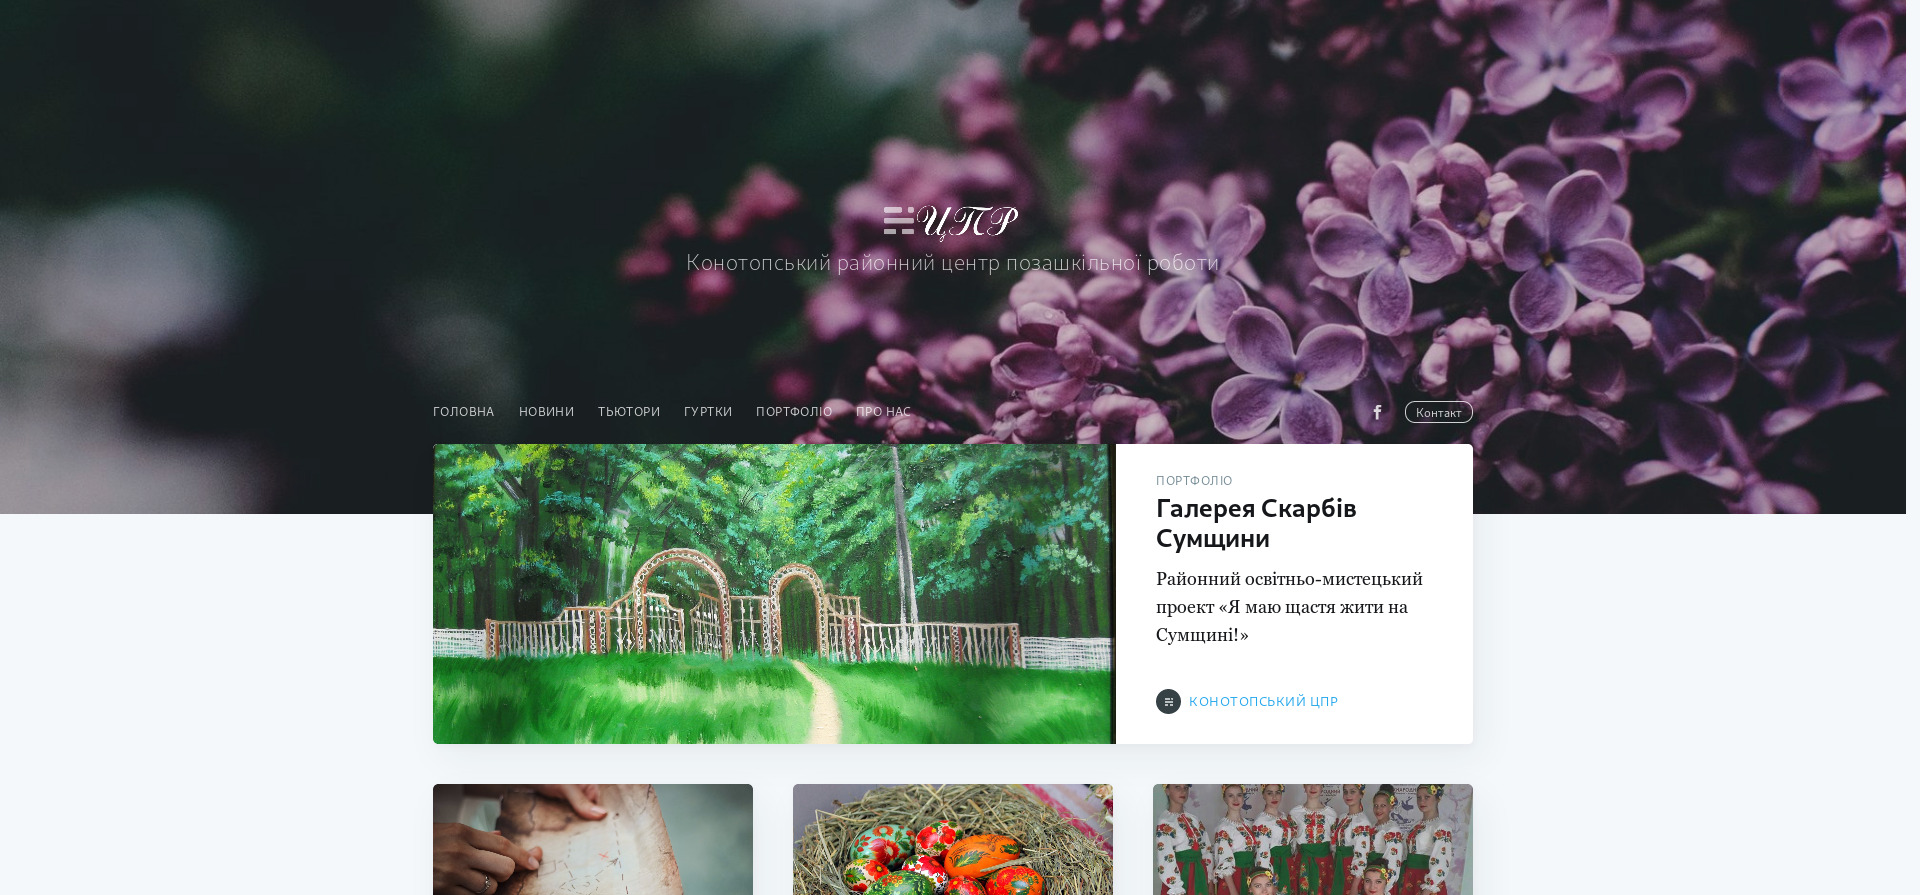 ЦПР
Конотопський районний центр позашкільної роботи
ГОЛОВНА НОВИНИ ТЬЮТОРИ ГУРТКИ ПОРТФОЛІО ПРО НАС
Контакт
ПОРТФОЛІО
Галерея Скарбів
Сумщини
Районний освітньо-мистецький
проект «Я маю щастя жити на
Сумщині!»
КОНОТОПСЬКИЙ ЦПР